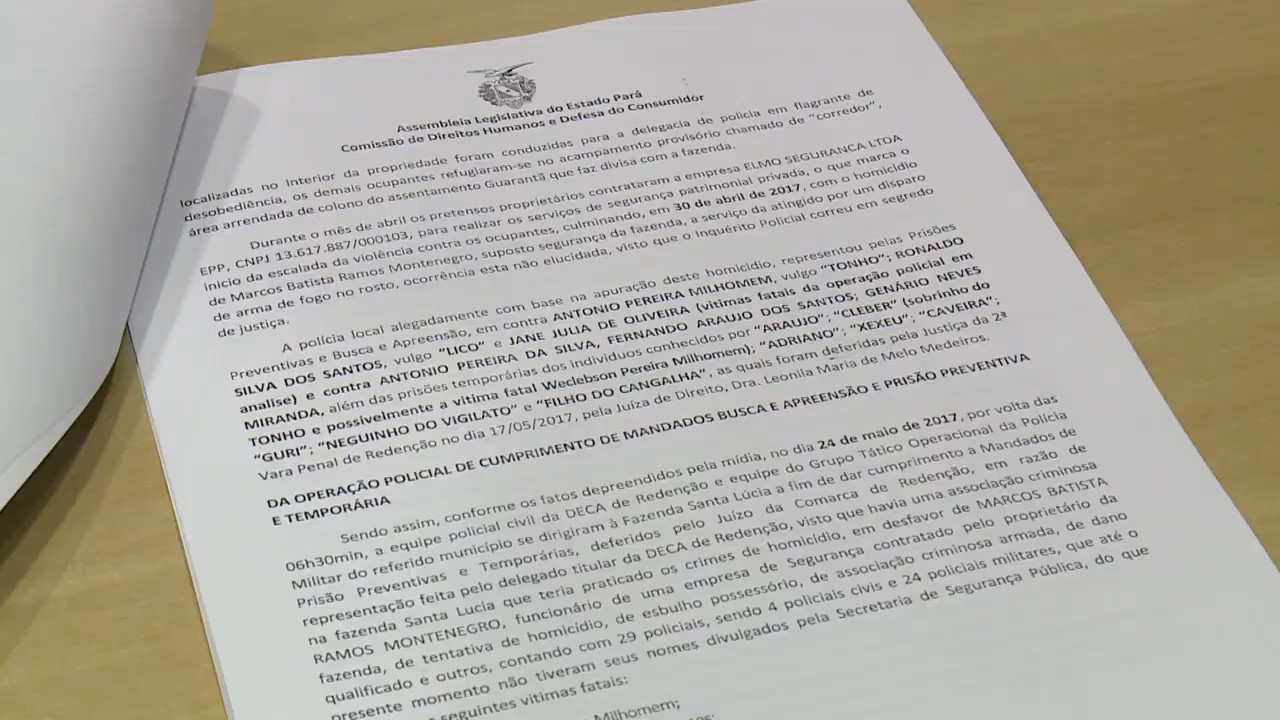 Assembleia Legislativa do Estado Pará
Comissão de Direitos Humanos e Defesa do Consumidor
localizadas no interior da propriedade foram conduzidas para a delegacia de policia em flagrante de
desobediência, os demais ocupantes refugiaram-se no acampamento provisório chamado de "corredor",
área arrendada de colono do assentamento Guarantã que faz divisa com a fazenda.
Durante o mês de abril os pretensos proprietários contrataram a empresa ELMO SEGURANCA LTDA
EPP, CNPJ 13.617.887/000103, para realizar os serviços de segurança patrimonial privada, o que marca o
inicio da escalada da violência contra os ocupantes, culminando, em 30 de abril de 2017, com o homicídio
de Marcos Batista Ramos Montenegro, suposto segurança da fazenda, a serviço da atingido por um disparo
de arma de fogo no rosto, ocorrência esta não elucidada, visto que o Inquérito Policial correu em segredo
de justiça.
A polícia local alegadamente com base na apuração deste homicidio, representou pelas Prisões
Preventivas e Busca e Apreensão, em contra ANTONIO PEREIRA MILHOMEM, vulgo "TONHO"; RONALDO
SILVA DOS SANTOS, vulgo "LICO" e JANE JULIA DE OLIVEIRA (vitimas fatais da operação policial em
analise) e contra ANTONIO PEREIRA DA SILVA, FERNANDO ARAUJO DOS SANTOS; GENÁRIO NEVES
MIRANDA, além das prisões temporárias dos individuos conhecidos por "ARAUJO"; "CLEBER" (sobrinho do
TONHO e possivelmente a vitima fatal Weclebson Pereira Milhomem); "ADRIANO"; "XEXEU"; "CAVEIRA";
"GURI"; "NEGUINHO DO VIGILATO" e "FILHO DO CANGALHA", as quais foram deferidas pela Justiça da 2ª
Vara Penal de Redenção no dia 17/05/2017, pela Juíza de Direito, Dra. Leonila Maria de Melo Medeiros.
DA OPERAÇÃO POLICIAL DE CUMPRIMENTO DE MANDADOS BUSCA E APREENSÃO E PRISÃO PREVENTIVA
E TEMPORÁRIA
Sendo assim, conforme os fatos depreendidos pela mídia, no dia 24 de maio de 2017, por volta das
06h30min, a equipe policial civil da DECA de Redenção e equipe do Grupo Tático Operacional da Polícia
Militar do referido município se dirigiram à Fazenda Santa Lúcia a fim de dar cumprimento a Mandados de
Prisão Preventivas e Temporárias, deferidos pelo Juízo da Comarca de Redenção, em razão de
representação feita pelo delegado titular da DECA de Redenção, visto que havia uma associação criminosa
na fazenda Santa Lucia que teria praticado os crimes de homicídio, em desfavor de MARCOS BATISTA
RAMOS MONTENEGRO, funcionário de uma empresa de Segurança contratado pelo proprietário da
fazenda, de tentativa de homicídio, de esbulho possessório, de associação criminosa armada, de dano
qualificado e outros, contando com 29 policiais, sendo 4 policiais civis e 24 policiais militares, que até o
presente momento não tiveram seus nomes divulgados pela Secretaria de Segurança Pública, do que
seguintes vitimas fatais:
Milhomem;